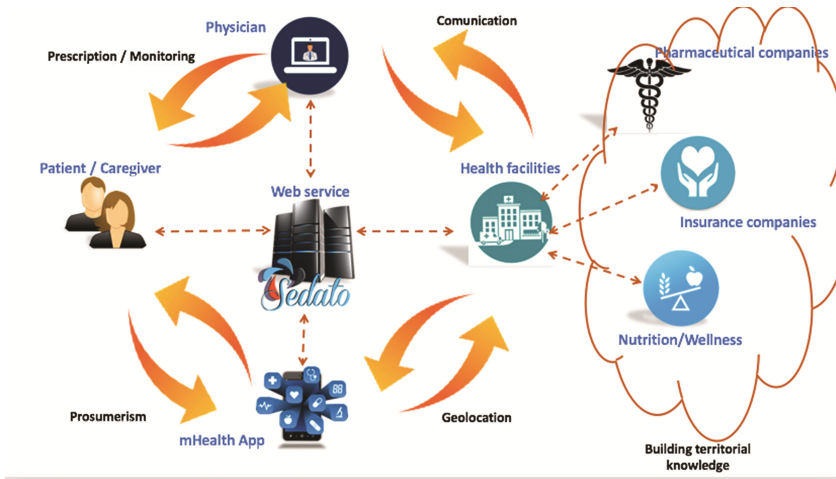 Physician
Comunication
Prescription / Monitoring
Pharmaceutical companies
Patient / Caregiver
Health facilities
Web service
Insurance companies
Sedato
Nutrition/Wellness
Prosumerism
mHealth App
Geolocation
Building territorial
knowledge